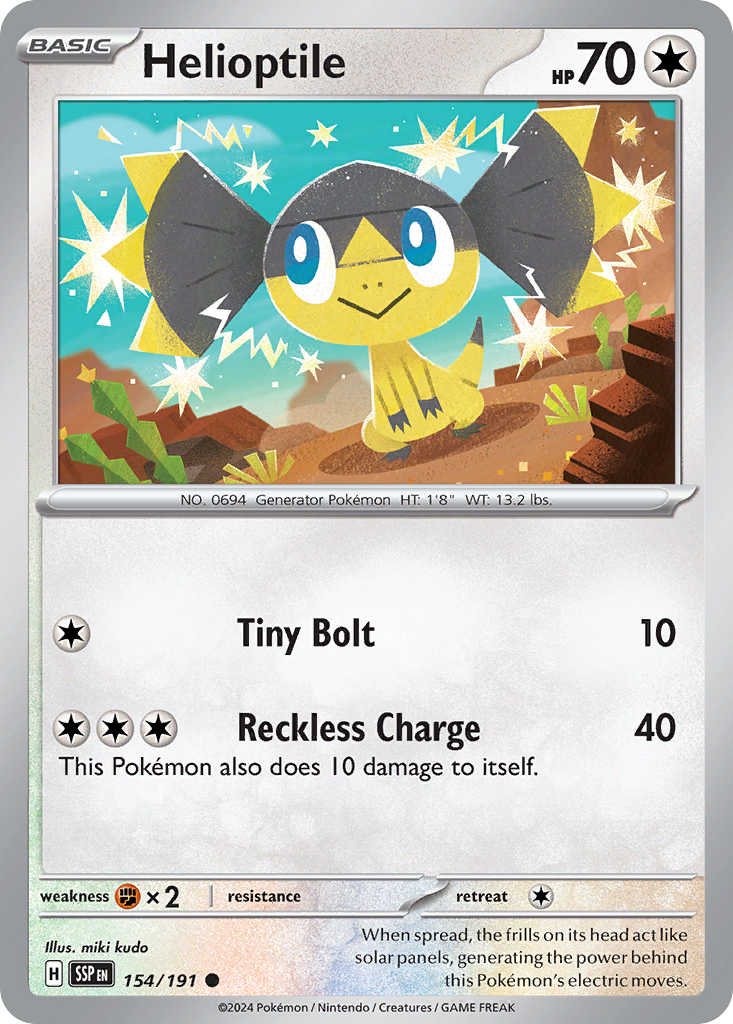 BASIC
Helioptile
HP 70
NO. 0694 Generator Pokémon HT: 1'8" WT: 13.2 lbs.
Tiny Bolt 10
Reckless Charge 40
This Pokémon also does 10 damage to itself.
weakness ×2 resistance retreat
Illus. miki kudo
When spread, the frills on its head act like
solar panels, generating the power behind
this Pokémon's electric moves.
H SSP EN 154/191
©2024 Pokémon / Nintendo / Creatures / GAME FREAK